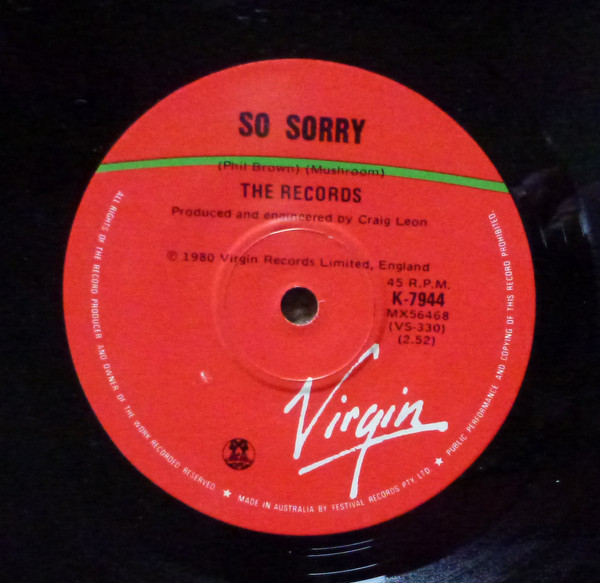 SO SORRY
(Phil Brown) (Mushroom)
THE RECORDS
Produced and engineered by Craig Leon
℗ 1980 Virgin Records Limited, England
45 R.P.M.
K-7944
MX56468
(VS-330)
(2.52)
Virgin
ALL RIGHTS OF THE RECORD PRODUCER AND OWNER OF THE WORK RECORDED RESERVED ★ MADE IN AUSTRALIA BY FESTIVAL RECORDS PTY. LTD. ★ PUBLIC PERFORMANCE AND COPYING OF THIS RECORD PROHIBITED.